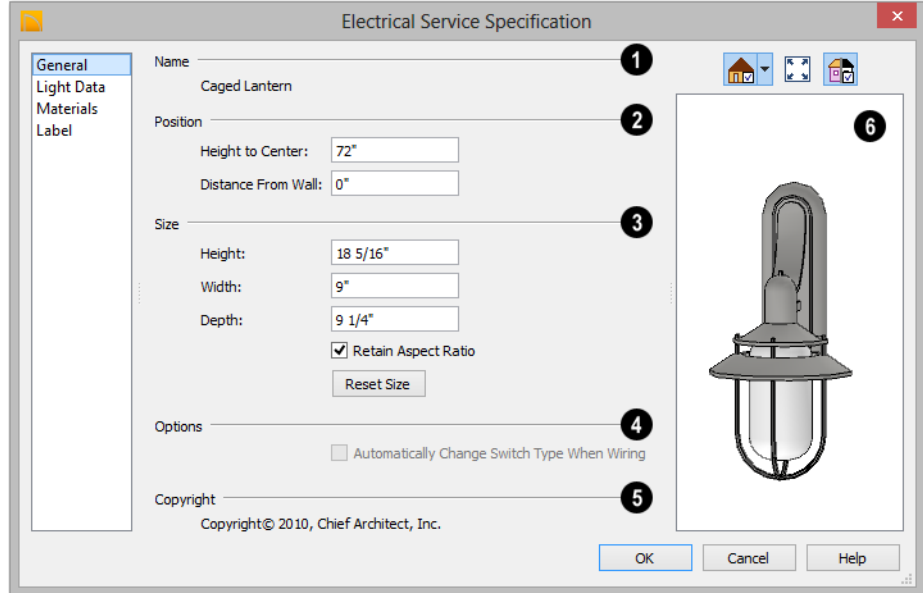 Electrical Service Specification
×
General
Light Data
Materials
Label
Name 1
Caged Lantern
Position 2
Height to Center: 72"
Distance From Wall: 0"
Size 3
Height: 18 5/16"
Width: 9"
Depth: 9 1/4"
Retain Aspect Ratio
Reset Size
Options 4
Automatically Change Switch Type When Wiring
Copyright 5
Copyright© 2010, Chief Architect, Inc.
6
OK Cancel Help